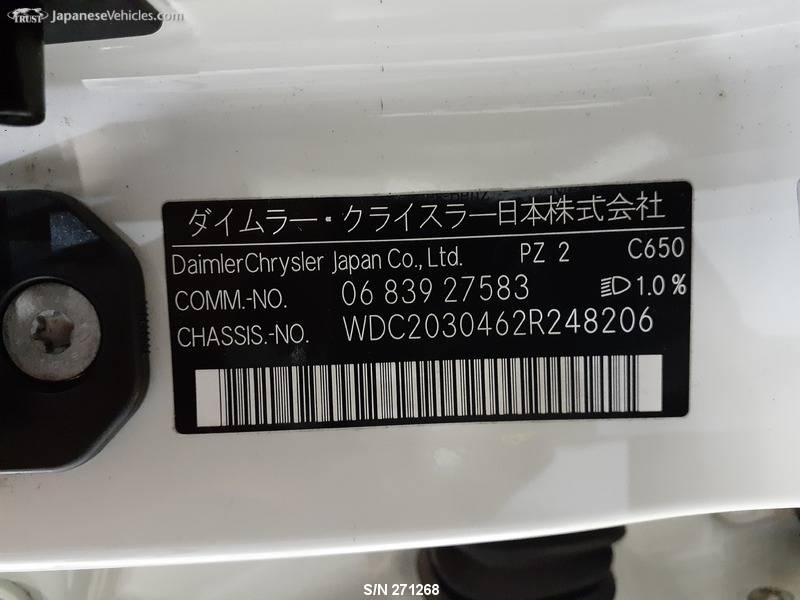 TRUST JapaneseVehicles.com
ダイムラー・クライスラー日本株式会社
DaimlerChrysler Japan Co., Ltd. PZ 2 C650
COMM.-NO. 06 839 27583 1.0 %
CHASSIS.-NO. WDC2030462R248206
S/N 271268